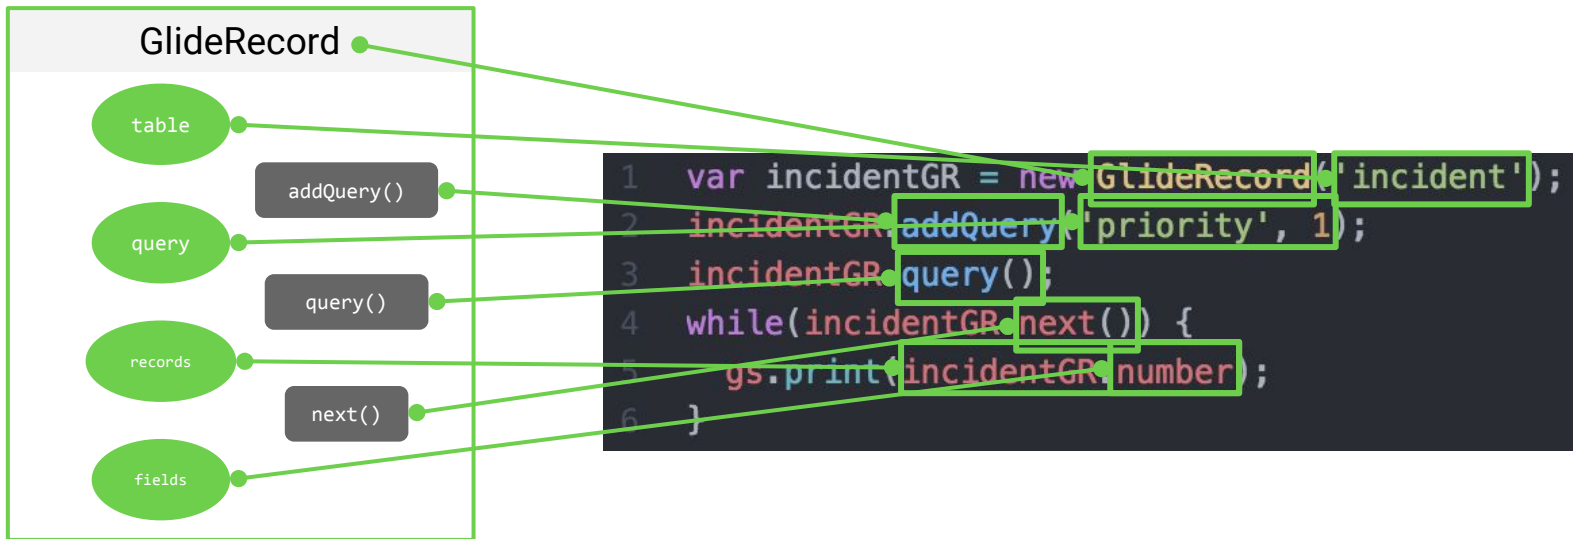 GlideRecord
table
addQuery()
query
query()
records
next()
fields
1 var incidentGR = new GlideRecord('incident');
2 incidentGR.addQuery('priority', 1);
3 incidentGR.query();
4 while(incidentGR.next()) {
5 gs.print(incidentGR.number);
6 }